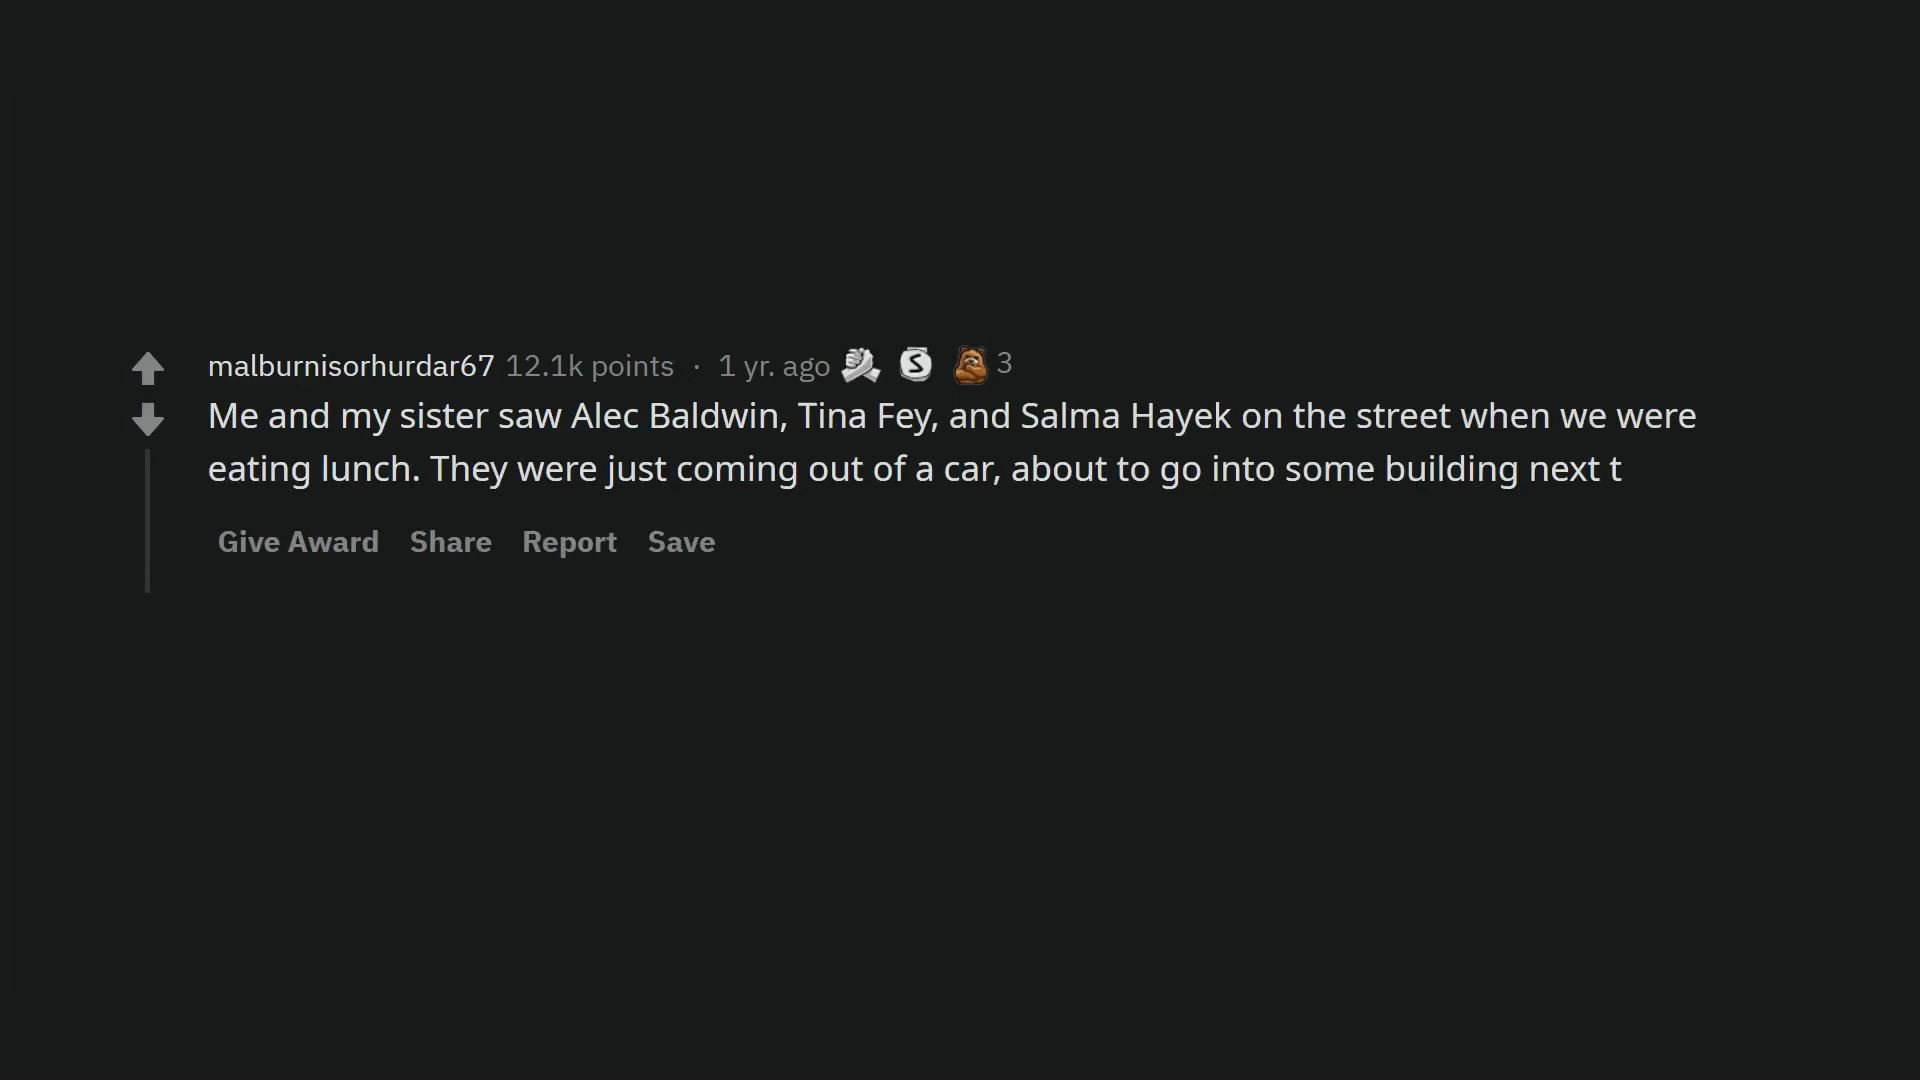 malburnisorhurdar67 12.1k points · 1 yr. ago S 3
Me and my sister saw Alec Baldwin, Tina Fey, and Salma Hayek on the street when we were
eating lunch. They were just coming out of a car, about to go into some building next t
Give Award Share Report Save